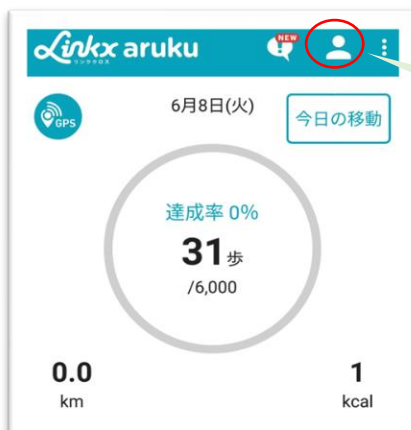 Linkx aruku
リンククロス
NEW
GPS
6月8日(火)
今日の移動
達成率 0%
31歩
/6,000
0.0
km
1
kcal